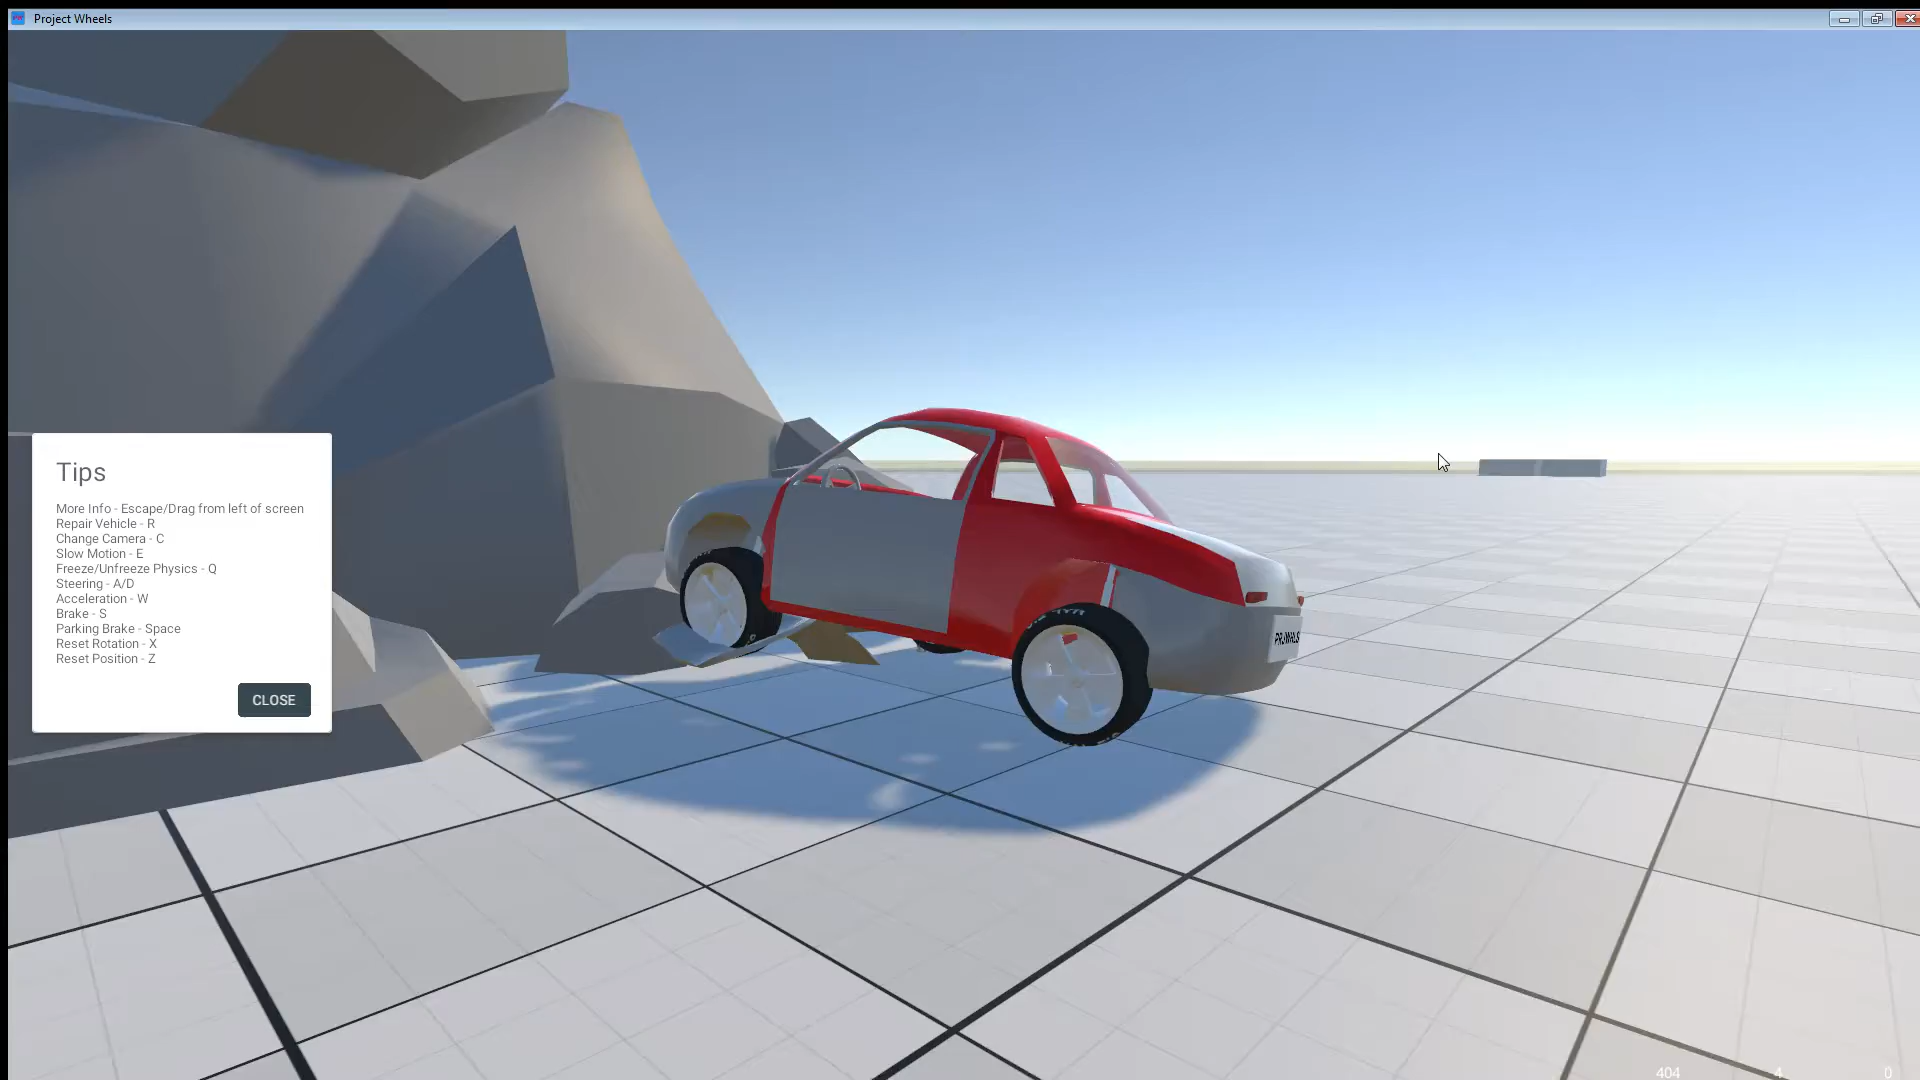 Project Wheels
Tips
More Info - Escape/Drag from left of screen
Repair Vehicle - R
Change Camera - C
Slow Motion - E
Freeze/Unfreeze Physics - Q
Steering - A/D
Acceleration - W
Brake - S
Parking Brake - Space
Reset Rotation - X
Reset Position - Z
CLOSE
PRJWHLS
404 4 0